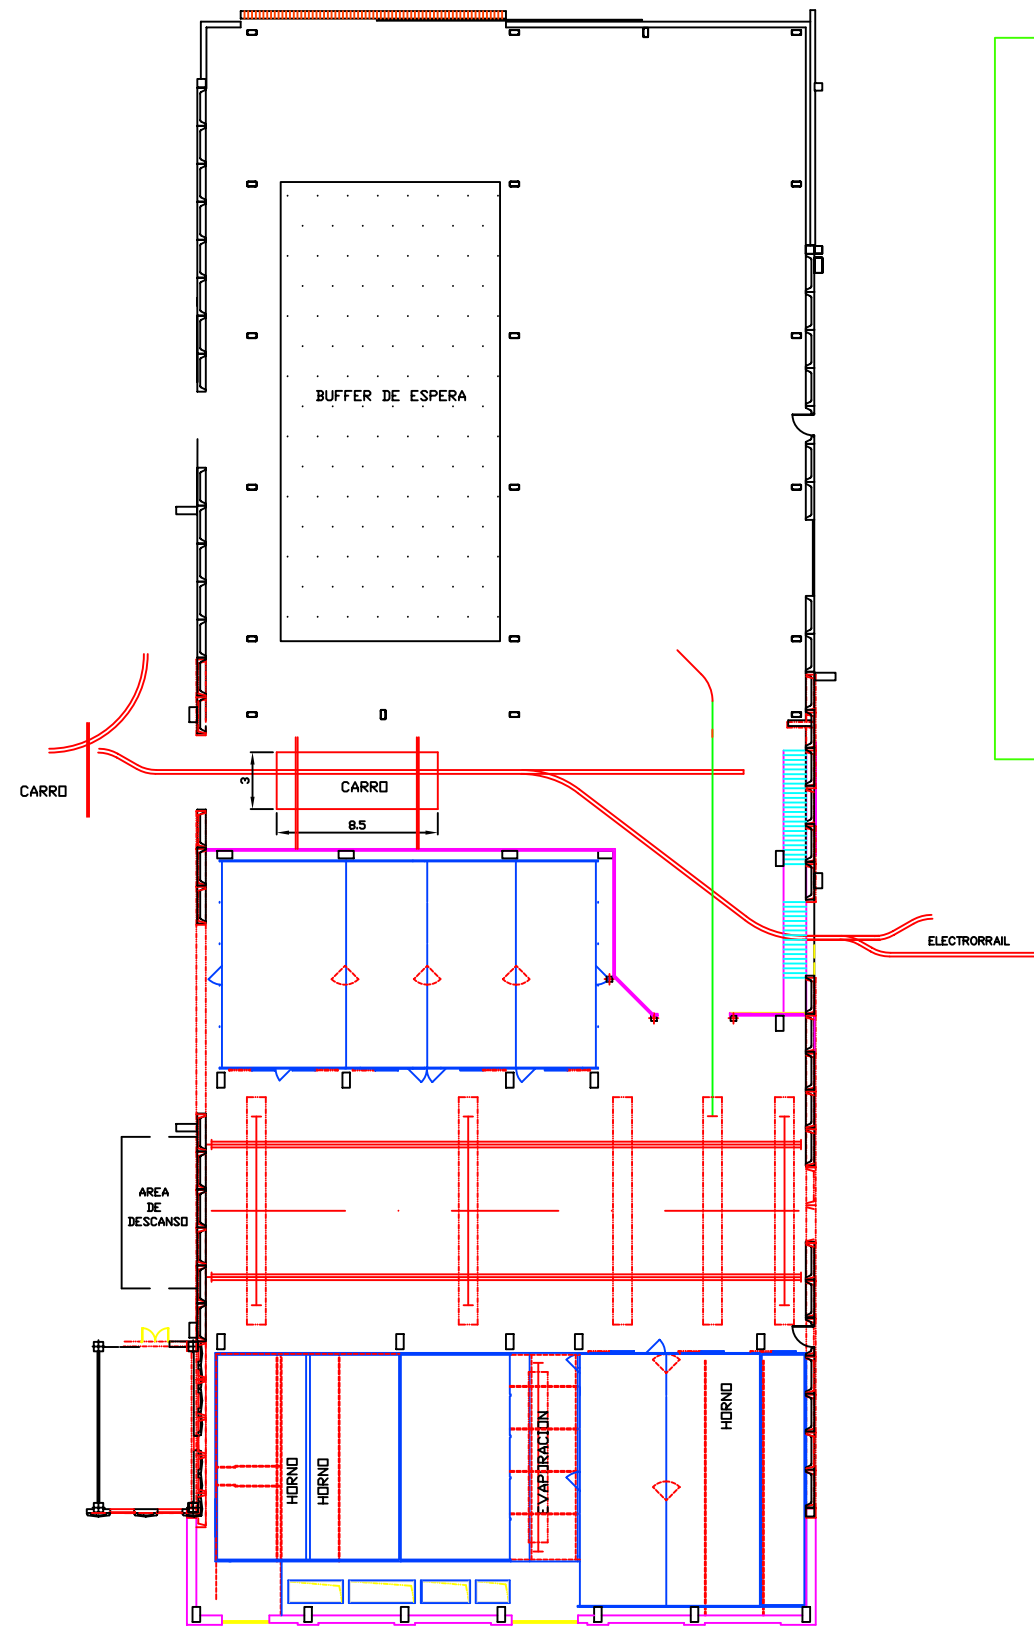 BUFFER DE ESPERA
CARRO
3
CARRO
8.5
ELECTRORRAIL
AREA
DE
DESCANSO
HORNO
HORNO
EVAPORACION
HORNO